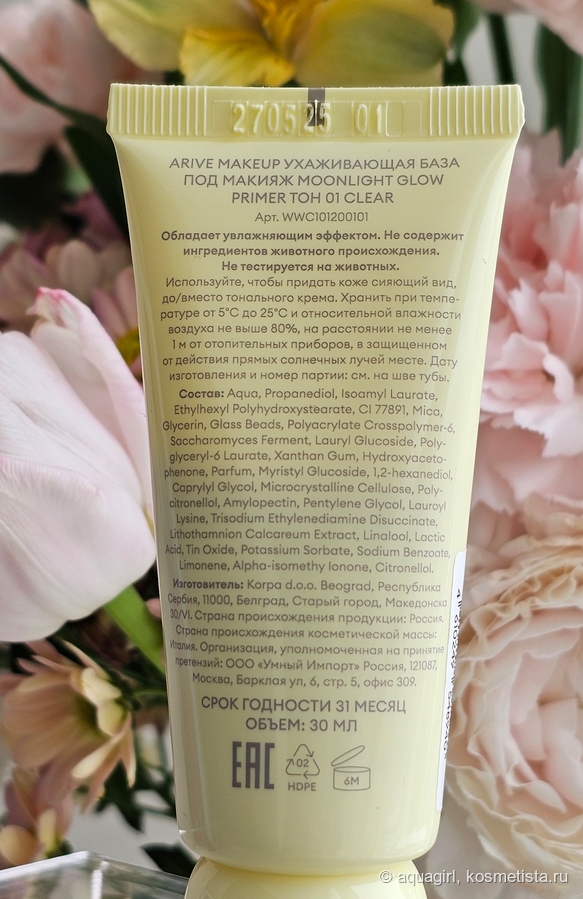 270525 01
ARIVE MAKEUP УХАЖИВАЮЩАЯ БАЗА
ПОД МАКИЯЖ MOONLIGHT GLOW
PRIMER ТОН 01 CLEAR
Арт. WWC101200101
Обладает увлажняющим эффектом. Не содержит
ингредиентов животного происхождения.
Не тестируется на животных.
Используйте, чтобы придать коже сияющий вид,
до/вместо тонального крема. Хранить при темпе-
ратуре от 5°С до 25°С и относительной влажности
воздуха не выше 80%, на расстоянии не менее
1 м от отопительных приборов, в защищенном
от действия прямых солнечных лучей месте. Дату
изготовления и номер партии: см. на шве тубы.
Состав: Aqua, Propanediol, Isoamyl Laurate,
Ethylhexyl Polyhydroxystearate, CI 77891, Mica,
Glycerin, Glass Beads, Polyacrylate Crosspolymer-6,
Saccharomyces Ferment, Lauryl Glucoside, Poly-
glyceryl-6 Laurate, Xanthan Gum, Hydroxyaceto-
phenone, Parfum, Myristyl Glucoside, 1,2-hexanediol,
Caprylyl Glycol, Microcrystalline Cellulose, Poly-
citronellol, Amylopectin, Pentylene Glycol, Lauroyl
Lysine, Trisodium Ethylenediamine Disuccinate,
Lithothamnion Calcareum Extract, Linalool, Lactic
Acid, Tin Oxide, Potassium Sorbate, Sodium Benzoate,
Limonene, Alpha-isomethy Ionone, Citronellol.
Изготовитель: Korpa d.o.o. Beograd, Республика
Сербия, 11000, Белград, Старый город, Македонска
30/VI. Страна происхождения продукции: Россия.
Страна происхождения косметической массы:
Италия. Организация, уполномоченная на принятие
претензий: ООО «Умный Импорт» Россия, 121087,
Москва, Барклая ул, 6, стр. 5, офис 309.
СРОК ГОДНОСТИ 31 МЕСЯЦ
ОБЪЕМ: 30 МЛ
EAC
02
HDPE
6M
© aquagirl, kosmetista.ru